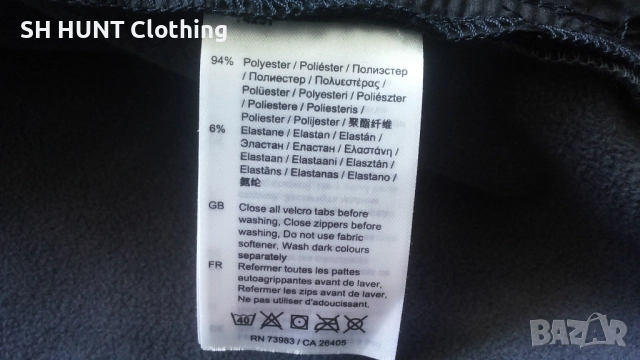 SH HUNT Clothing
94% Polyester / Poliéster / Полиэстер
/ Полиестер / Πολυεστέρας /
Polüester / Polyesteri / Poliészter
/ Poliestere / Poliesteris /
Poliester / Polijester / 聚酯纤维
6% Elastane / Elastan / Elastán /
Эластан / Еластан / Ελαστάνη /
Elastaan / Elastaani / Elasztán /
Elastāns / Elastanas / Elastano /
氨纶
GB Close all velcro tabs before
washing, Close zippers before
washing, Do not use fabric
softener, Wash dark colours
separately
FR Refermer toutes les pattes
autoagrippantes avant de laver,
Refermer les zips avant de laver,
Ne pas utiliser d'adoucissant.
40
RN 73983 / CA 26405
BAZAR
bg